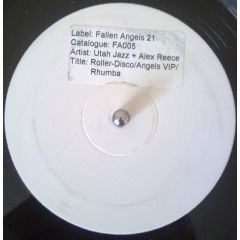 Label: Fallen Angels 21
Catalogue: FA005
Artist: Utah Jazz + Alex Reece
Title: Roller-Disco/Angels VIP/
Rhumba